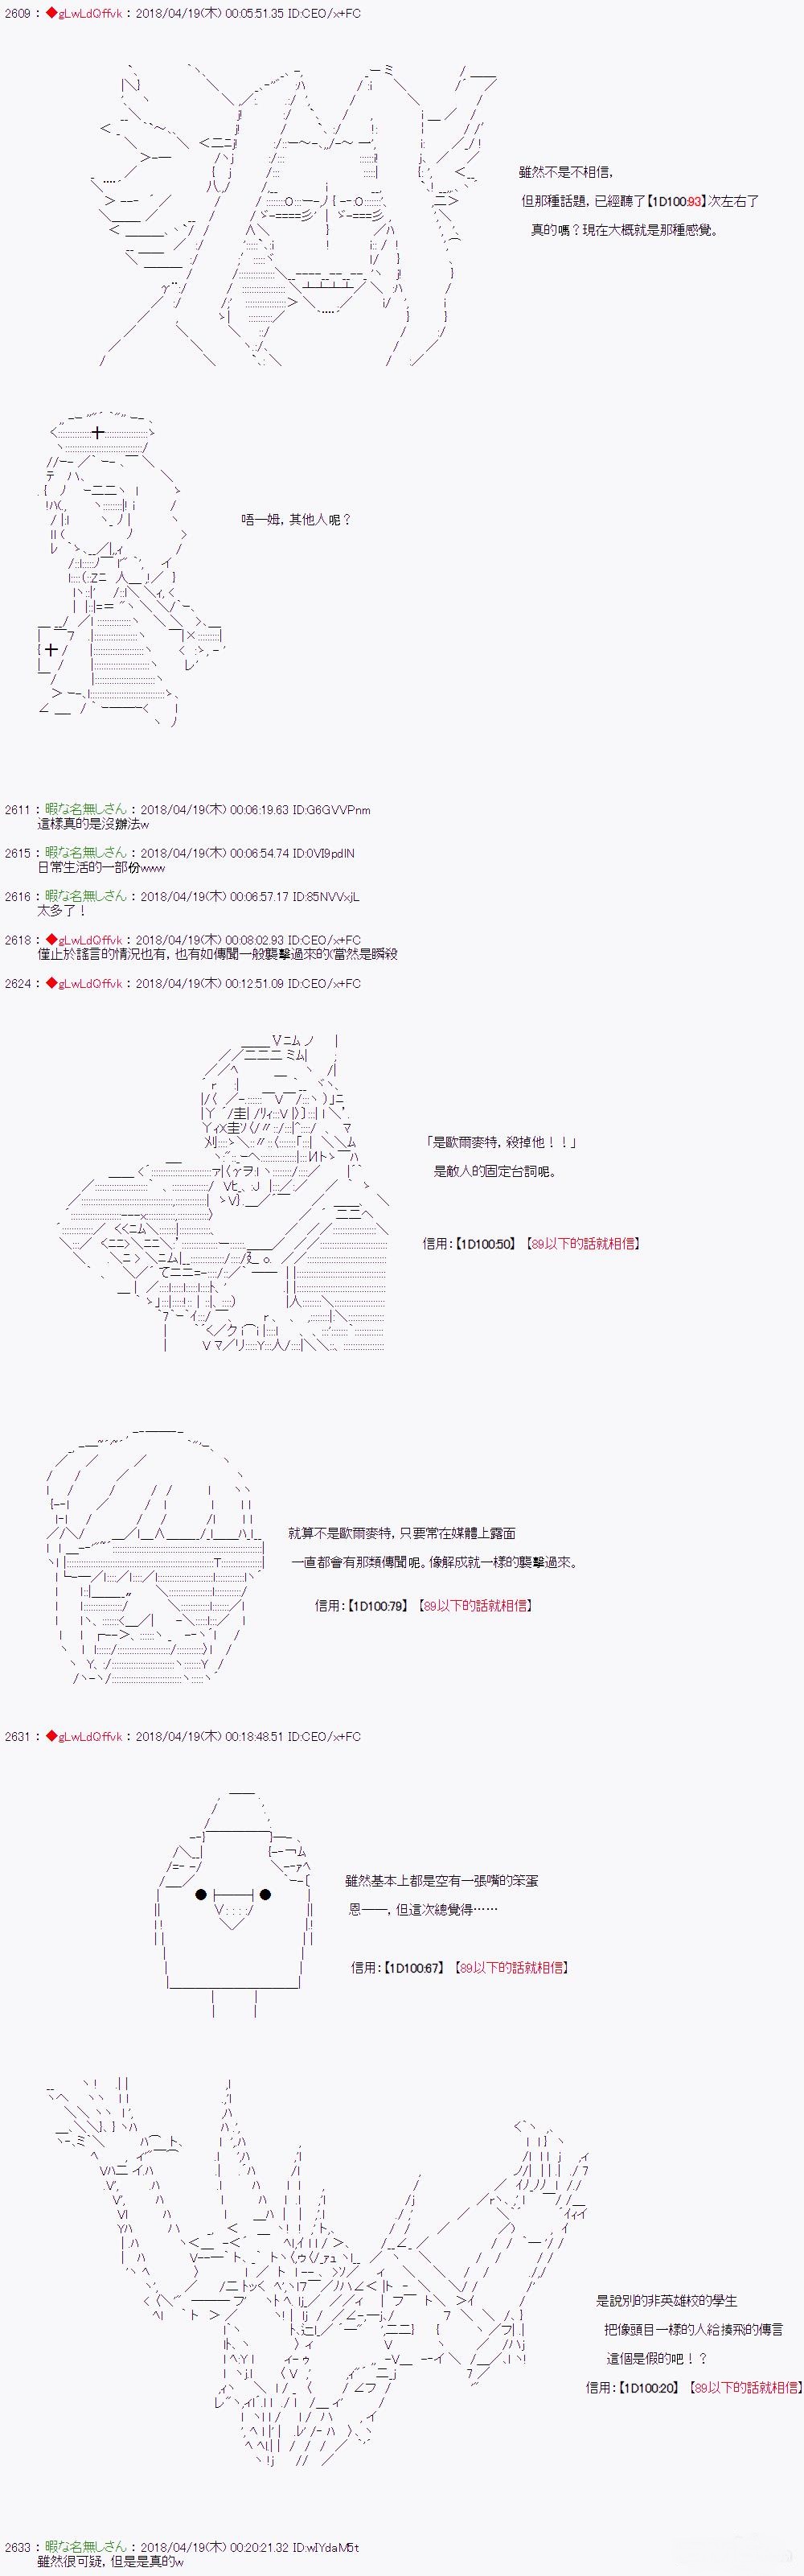 2609 : ◆gLwLdQffvk : 2018/04/19(木) 00:05:51.35 ID:CEO/x+FC
雖然不是不相信,
但那種話題, 已經聽了【1D100:93】次左右了
真的嗎？現在大概就是那種感覺。
唔一姆, 其他人呢？
2611 : 暇な名無しさん : 2018/04/19(木) 00:06:19.63 ID:G6GVVPnm
這樣真的是沒辦法w
2615 : 暇な名無しさん : 2018/04/19(木) 00:06:54.74 ID:0VI9pdlN
日常生活的一部份www
2616 : 暇な名無しさん : 2018/04/19(木) 00:06:57.17 ID:85NVVxjL
太多了！
2618 : ◆gLwLdQffvk : 2018/04/19(木) 00:08:02.93 ID:CEO/x+FC
僅止於謠言的情況也有, 也有如傳聞一般襲擊過來的(當然是瞬殺
2624 : ◆gLwLdQffvk : 2018/04/19(木) 00:12:51.09 ID:CEO/x+FC
「是歐爾麥特, 殺掉他！！」
是敵人的固定台詞呢。
信用:【1D100:50】 【89以下的話就相信】
就算不是歐爾麥特, 只要常在媒體上露面
一直都會有那類傳聞呢。像解成就一樣的襲擊過來。
信用:【1D100:79】 【89以下的話就相信】
2631 : ◆gLwLdQffvk : 2018/04/19(木) 00:18:48.51 ID:CEO/x+FC
雖然基本上都是空有一張嘴的笨蛋
恩──, 但這次總覺得……
信用:【1D100:67】 【89以下的話就相信】
是說別的非英雄校的學生
把像頭目一樣的人給揍飛的傳言
這個是假的吧！？
信用:【1D100:20】 【89以下的話就相信】
2633 : 暇な名無しさん : 2018/04/19(木) 00:20:21.32 ID:wIYdaM5t
雖然很可疑, 但是是真的w